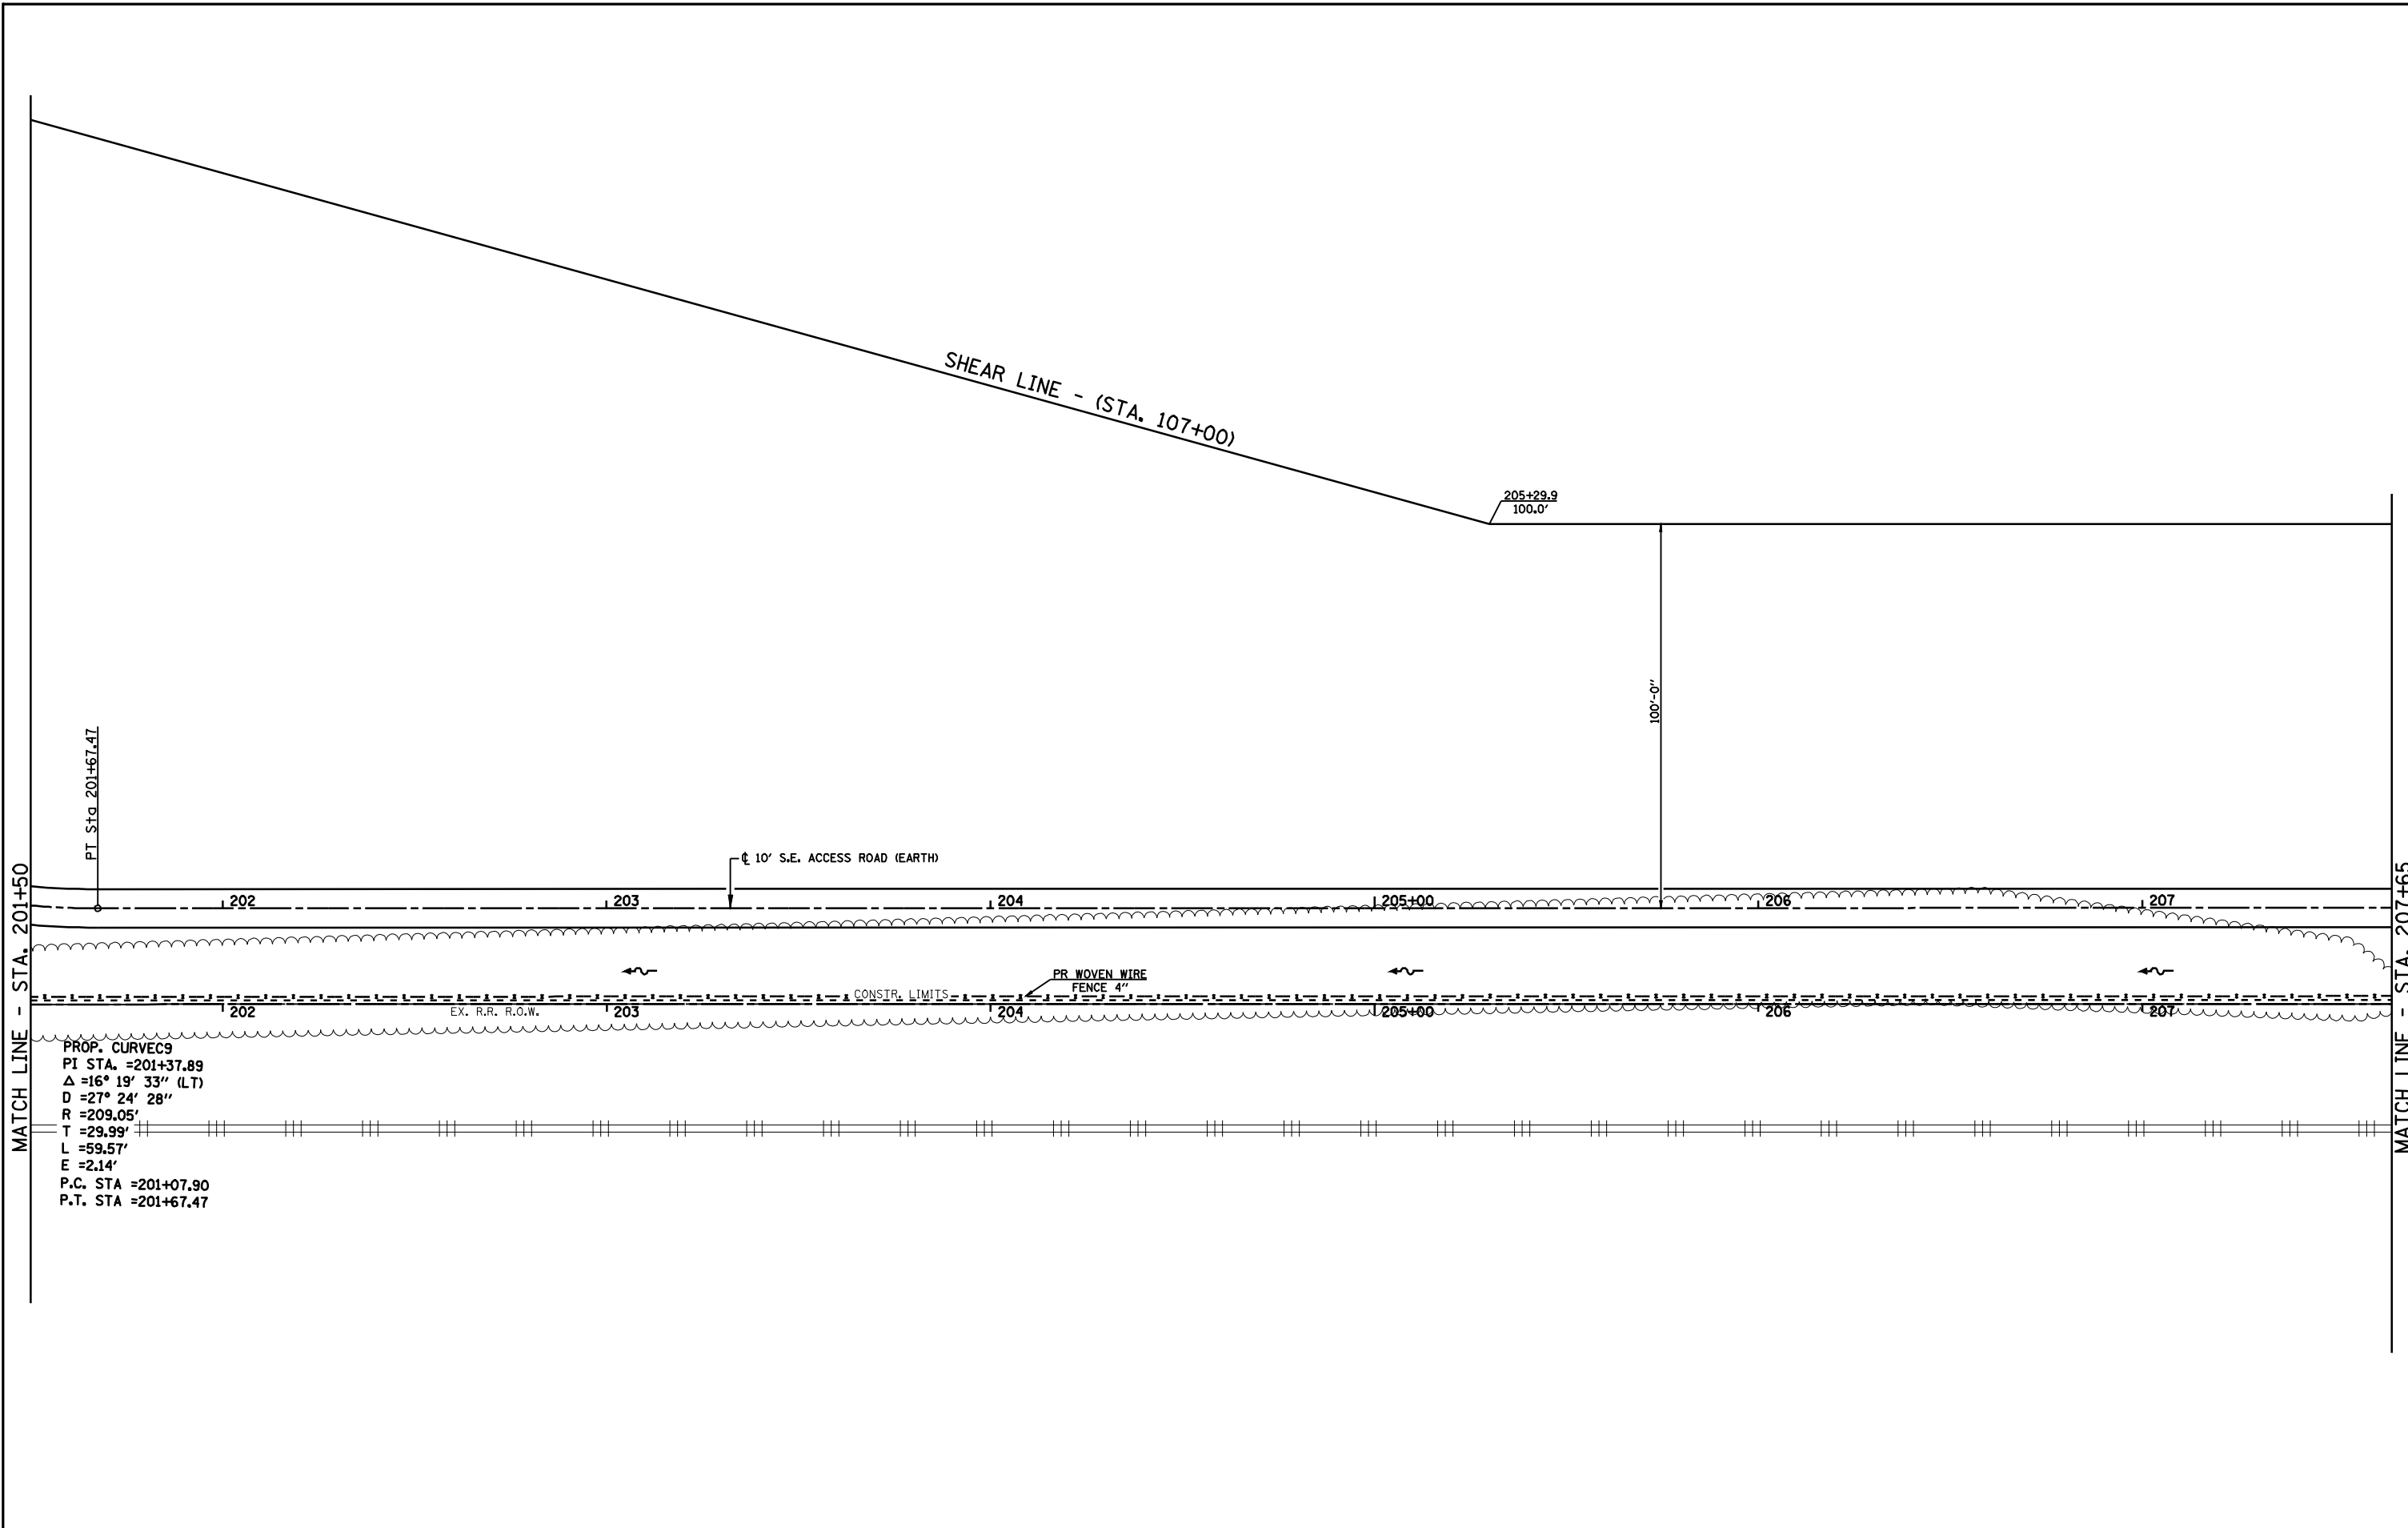 SHEAR LINE - (STA. 107+00)
205+29.9
100.0'
100'-0"
PT Sta 201+67.47
℄ 10' S.E. ACCESS ROAD (EARTH)
202 203 204 205+00 206 207
MATCH LINE - STA. 201+50
MATCH LINE - STA. 207+65
PR WOVEN WIRE
FENCE 4"
CONSTR. LIMITS
EX. R.R. R.O.W.
202 203 204 205+00 206 207
PROP. CURVEC9
PI STA. =201+37.89
Δ =16° 19' 33" (LT)
D =27° 24' 28"
R =209.05'
T =29.99'
L =59.57'
E =2.14'
P.C. STA =201+07.90
P.T. STA =201+67.47